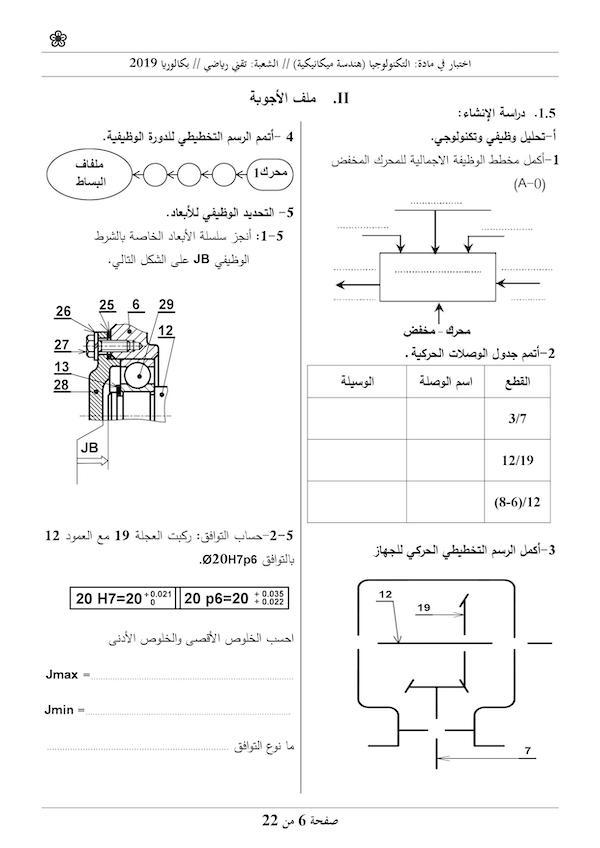 اختبار في مادة: التكنولوجيا (هندسة ميكانيكية) // الشعبة: تقني رياضي // بكالوريا 2019
II. ملف الأجوبة
1.5. دراسة الإنشاء:
أ-تحليل وظيفي وتكنولوجي.
1-أكمل مخطط الوظيفة الاجمالية للمحرك المخفض
(A-0)
محرك - مخفض
2-أتمم جدول الوصلات الحركية .
القطع
اسم الوصلة
الوسيلة
3/7
12/19
(8-6)/12
3-أكمل الرسم التخطيطي الحركي للجهاز
12
19
7
4 -أتمم الرسم التخطيطي للدورة الوظيفية.
محرك1
ملفاف
البساط
5- التحديد الوظيفي للأبعاد.
5-1: أنجز سلسلة الأبعاد الخاصة بالشرط
الوظيفي JB على الشكل التالي.
26
25
6
29
27
12
13
28
JB
5-2-حساب التوافق: ركبت العجلة 19 مع العمود 12
بالتوافق Ø20H7p6.
20 H7=20 +0.021 0
20 p6=20 +0.035 +0.022
احسب الخلوص الأقصى والخلوص الأدنى
Jmax =
Jmin =
ما نوع التوافق
صفحة 6 من 22